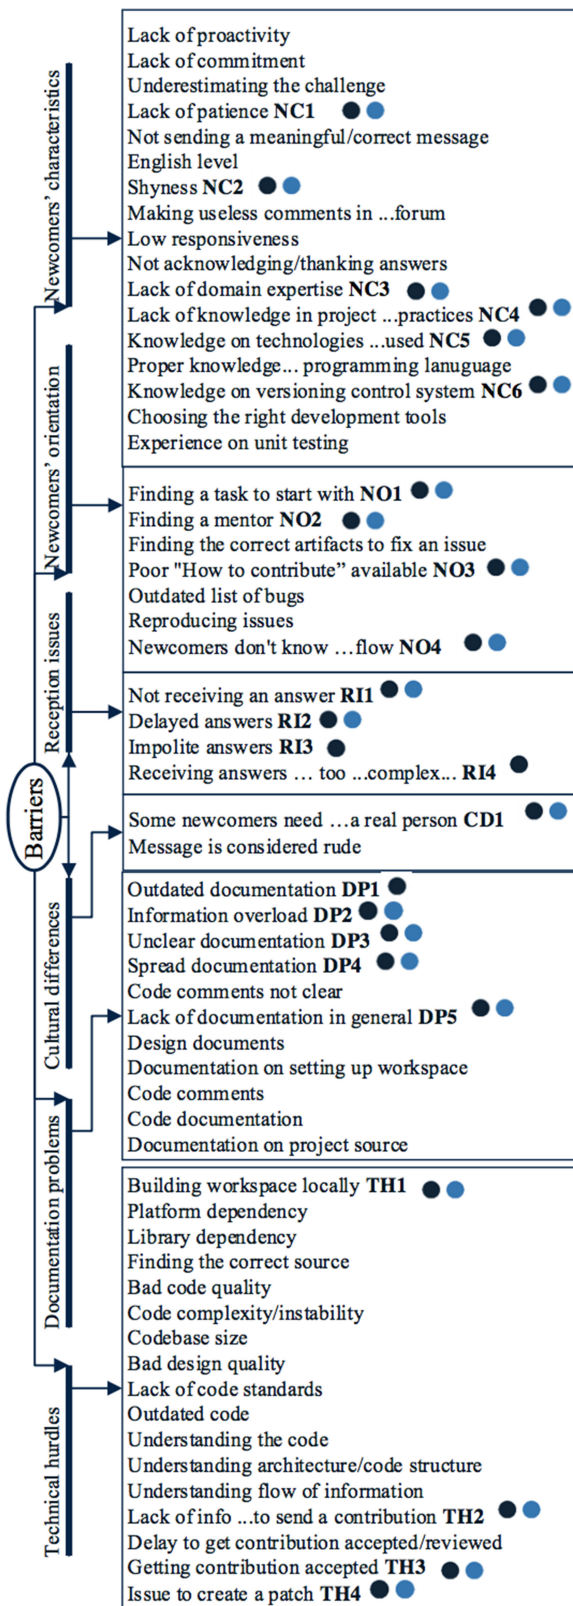 Barriers
Newcomers' characteristics
Lack of proactivity
Lack of commitment
Underestimating the challenge
Lack of patience NC1
Not sending a meaningful/correct message
English level
Shyness NC2
Making useless comments in ...forum
Low responsiveness
Not acknowledging/thanking answers
Lack of domain expertise NC3
Lack of knowledge in project ...practices NC4
Knowledge on technologies ...used NC5
Proper knowledge... programming lanuguage
Knowledge on versioning control system NC6
Choosing the right development tools
Experience on unit testing
Newcomers' orientation
Finding a task to start with NO1
Finding a mentor NO2
Finding the correct artifacts to fix an issue
Poor "How to contribute” available NO3
Outdated list of bugs
Reproducing issues
Newcomers don't know …flow NO4
Reception issues
Not receiving an answer RI1
Delayed answers RI2
Impolite answers RI3
Receiving answers … too ...complex... RI4
Cultural differences
Some newcomers need …a real person CD1
Message is considered rude
Documentation problems
Outdated documentation DP1
Information overload DP2
Unclear documentation DP3
Spread documentation DP4
Code comments not clear
Lack of documentation in general DP5
Design documents
Documentation on setting up workspace
Code comments
Code documentation
Documentation on project source
Technical hurdles
Building workspace locally TH1
Platform dependency
Library dependency
Finding the correct source
Bad code quality
Code complexity/instability
Codebase size
Bad design quality
Lack of code standards
Outdated code
Understanding the code
Understanding architecture/code structure
Understanding flow of information
Lack of info ...to send a contribution TH2
Delay to get contribution accepted/reviewed
Getting contribution accepted TH3
Issue to create a patch TH4